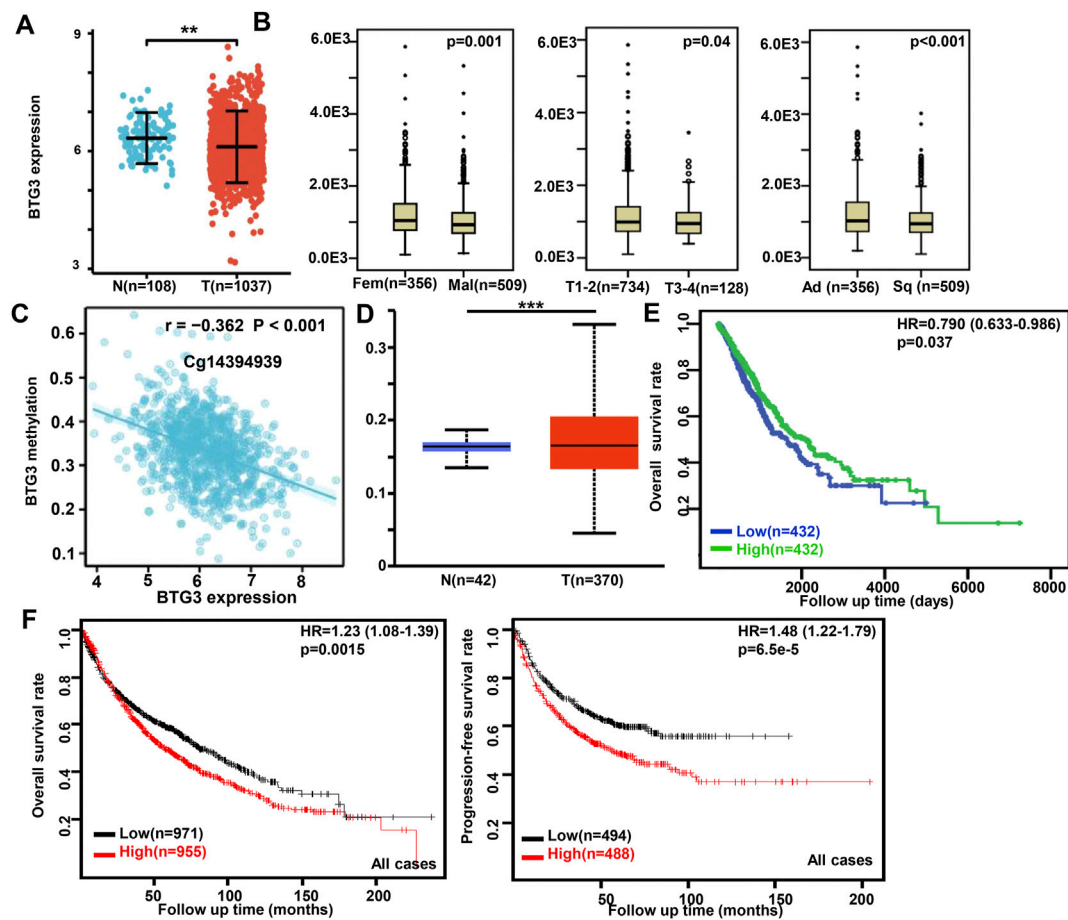 A
BTG3 expression
9
6
3
**
N(n=108)
T(n=1037)
B
6.0E3
4.0E3
2.0E3
0.0E3
p=0.001
Fem(n=356)
Mal(n=509)
6.0E3
4.0E3
2.0E3
0.0E3
p=0.04
T1-2(n=734)
T3-4(n=128)
6.0E3
4.0E3
2.0E3
0.0E3
p<0.001
Ad (n=356)
Sq (n=509)
C
BTG3 methylation
r = −0.362 P < 0.001
Cg14394939
0.6
0.5
0.4
0.3
0.2
0.1
4 5 6 7 8
BTG3 expression
D
***
0.3
0.2
0.1
0
N(n=42)
T(n=370)
E
Overall survival rate
HR=0.790 (0.633-0.986)
p=0.037
1.0
0.8
0.6
0.4
0.2
Low(n=432)
High(n=432)
2000 4000 6000 8000
Follow up time (days)
F
Overall survival rate
HR=1.23 (1.08-1.39)
p=0.0015
1.0
0.8
0.6
0.4
0.2
Low(n=971)
High(n=955)
All cases
50 100 150 200
Follow up time (months)
Progression-free survival rate
HR=1.48 (1.22-1.79)
p=6.5e-5
1.0
0.8
0.6
0.4
0.2
Low(n=494)
High(n=488)
All cases
50 100 150 200
Follow up time (months)